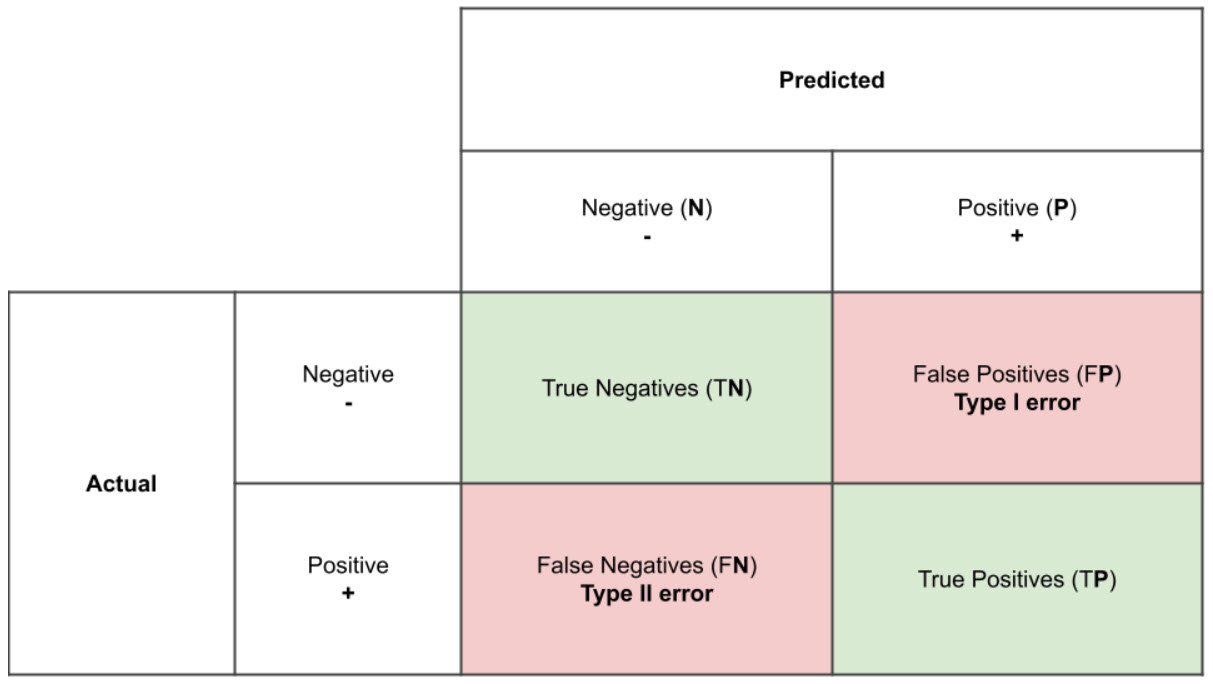 Predicted
Negative (N)
-
Positive (P)
+
Actual
Negative
-
True Negatives (TN)
False Positives (FP)
Type I error
Positive
+
False Negatives (FN)
Type II error
True Positives (TP)